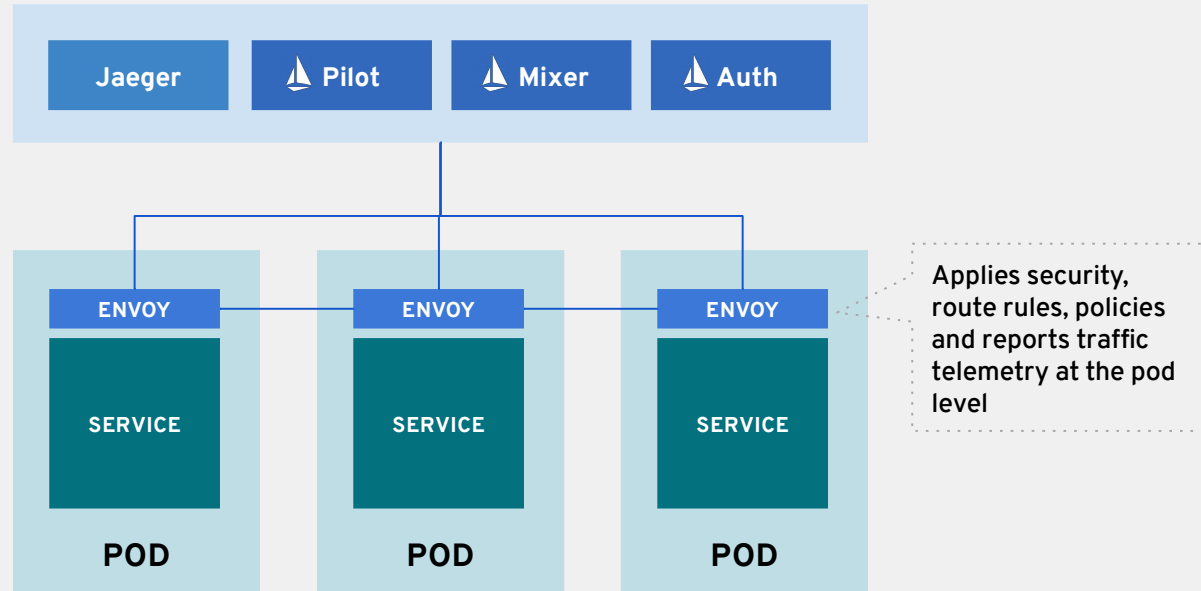 Jaeger
Pilot
Mixer
Auth
ENVOY
ENVOY
ENVOY
SERVICE
SERVICE
SERVICE
POD
POD
POD
Applies security,
route rules, policies
and reports traffic
telemetry at the pod
level